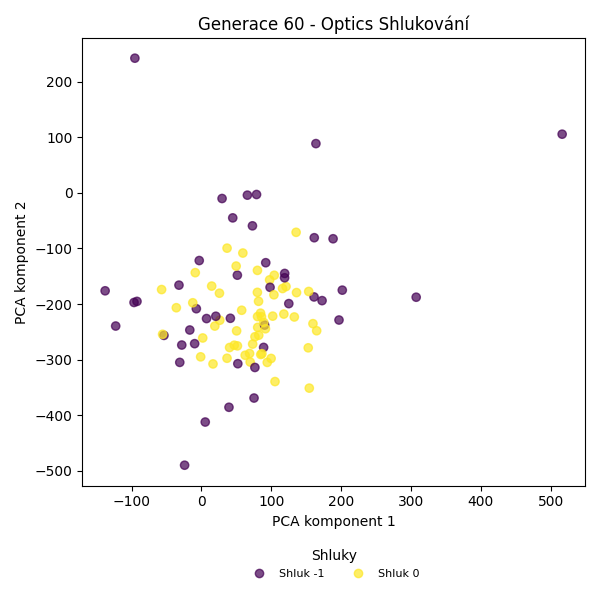 Generace 60 - Optics Shlukování
PCA komponent 2
200
100
0
−100
−200
−300
−400
−500
−100 0 100 200 300 400 500
PCA komponent 1
Shluky
Shluk -1 Shluk 0